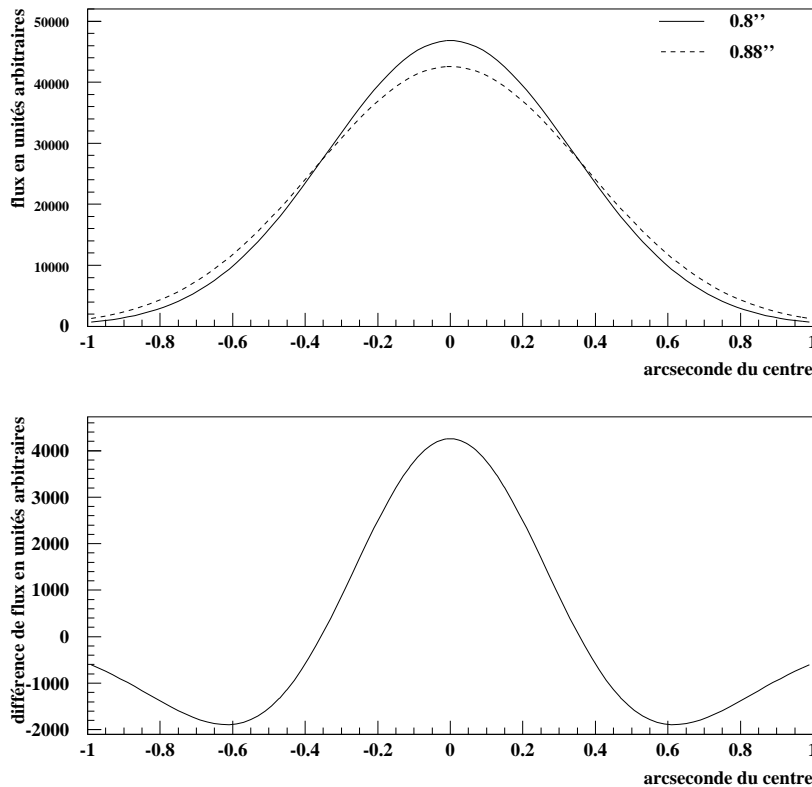 flux en unités arbitraires
50000
40000
30000
20000
10000
0
0.8’’
0.88’’
-1 -0.8 -0.6 -0.4 -0.2 0 0.2 0.4 0.6 0.8 1
arcseconde du centre
différence de flux en unités arbitraires
4000
3000
2000
1000
0
-1000
-2000
-1 -0.8 -0.6 -0.4 -0.2 0 0.2 0.4 0.6 0.8 1
arcseconde du centre